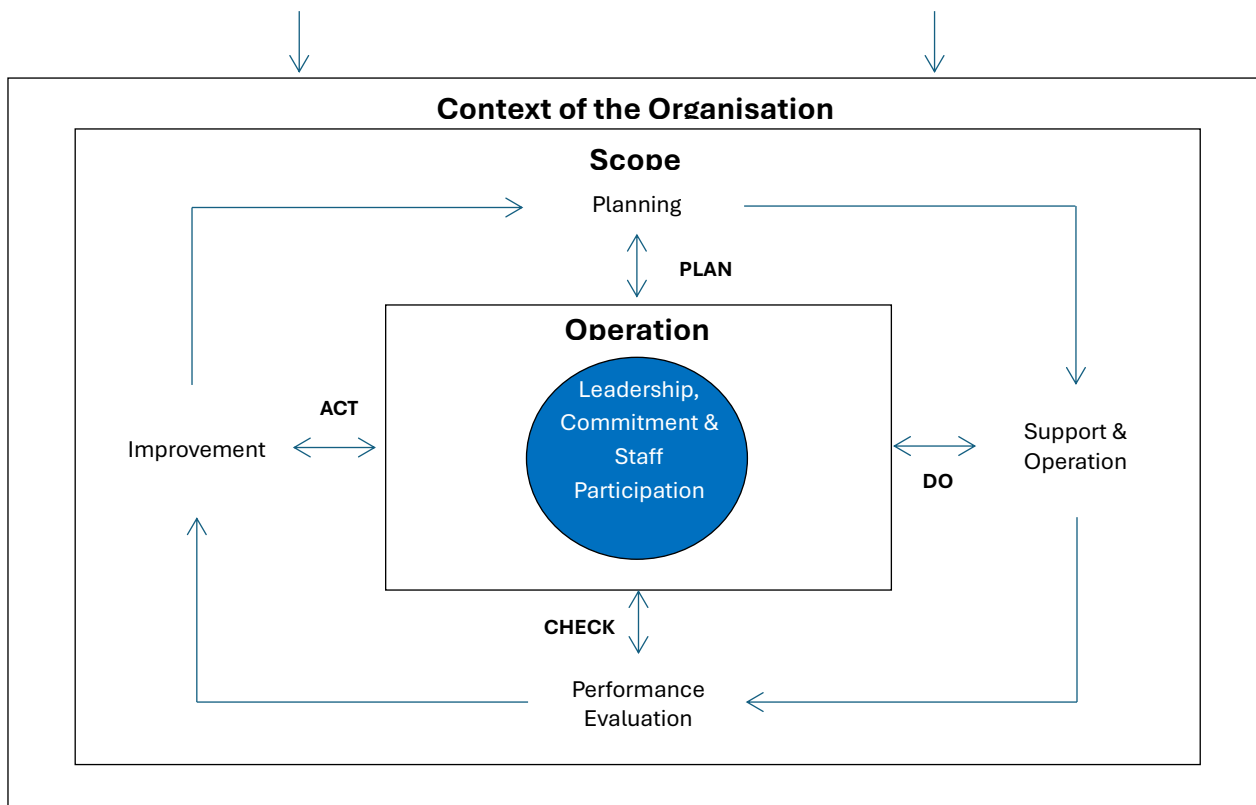 Context of the Organisation
Scope
Planning
PLAN
Operation
Leadership,
Commitment &
Staff
Participation
ACT
Improvement
Support &
Operation
DO
CHECK
Performance
Evaluation